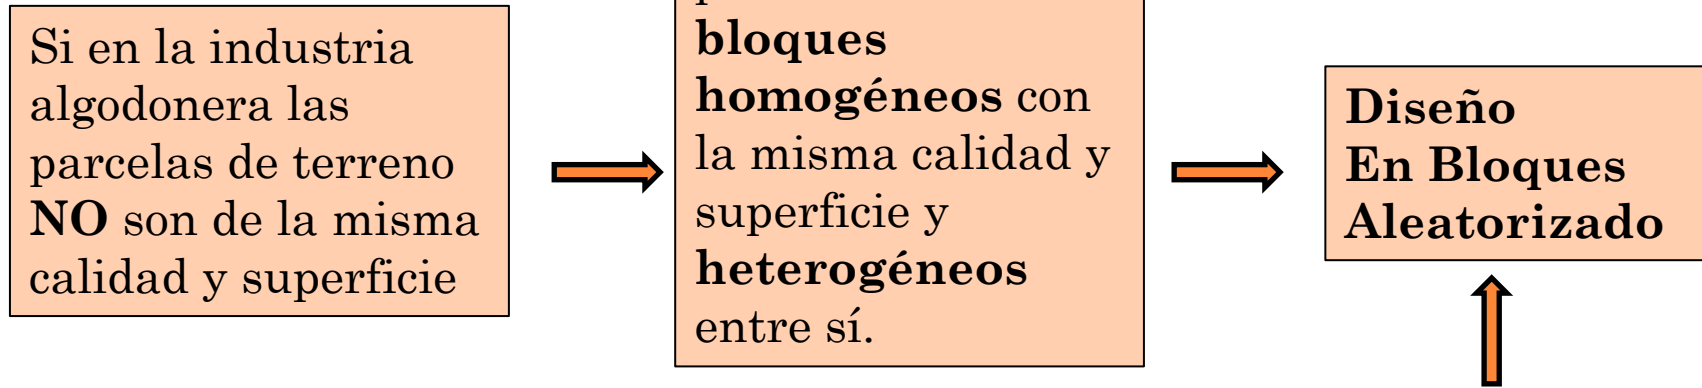 Si en la industria
algodonera las
parcelas de terreno
NO son de la misma
calidad y superficie
bloques
homogéneos con
la misma calidad y
superficie y
heterogéneos
entre sí.
Diseño
En Bloques
Aleatorizado